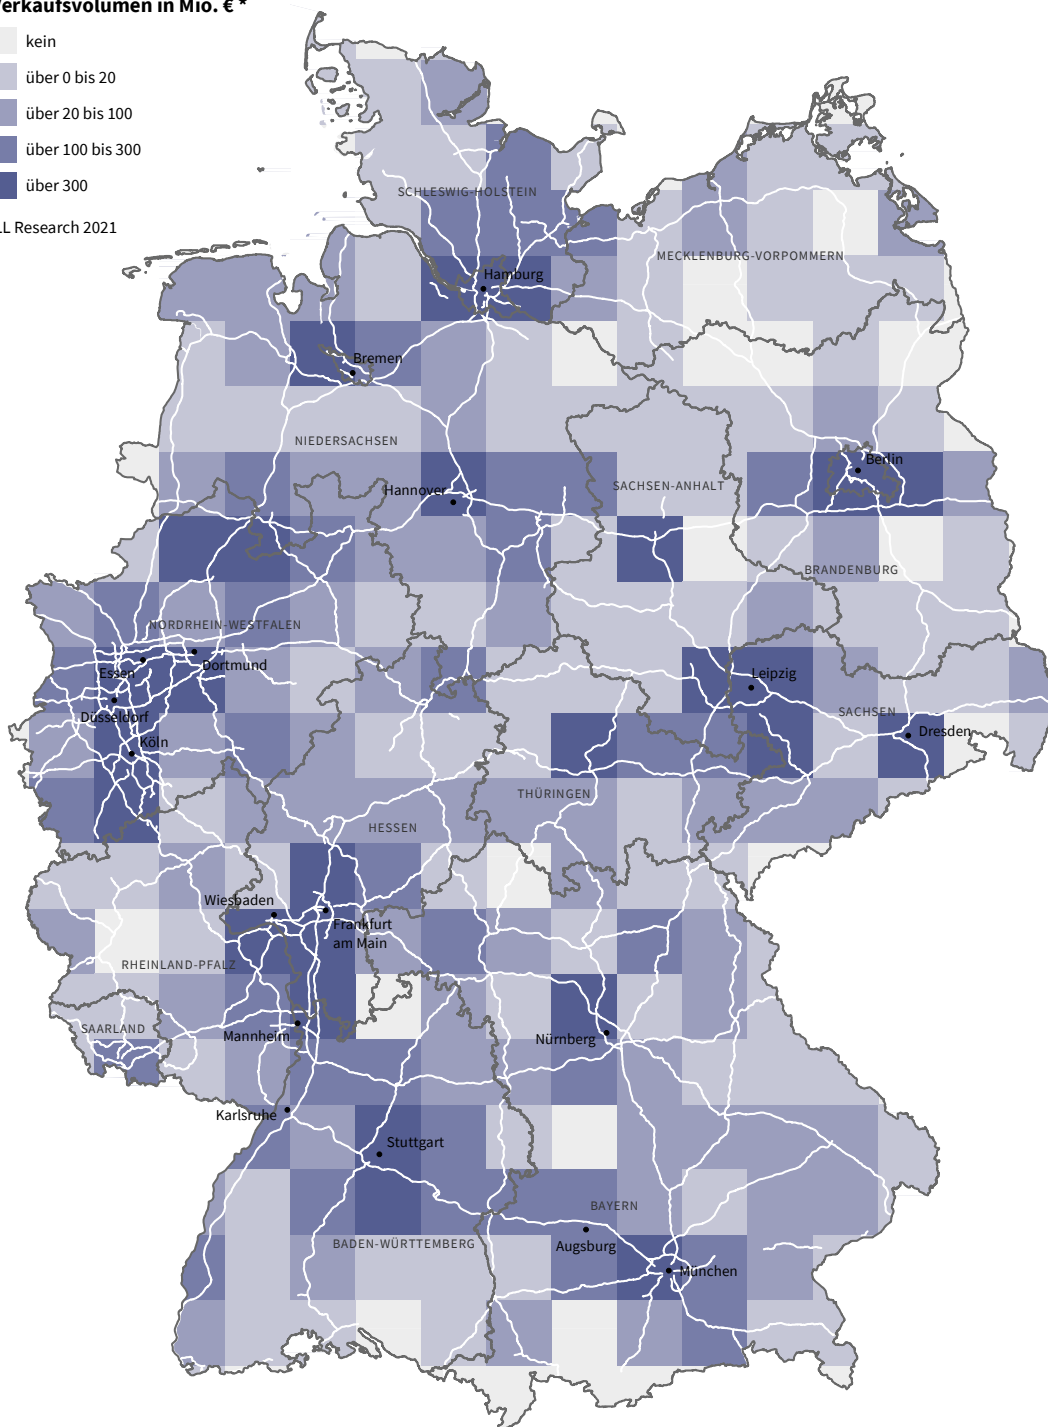 erkaufsvolumen in Mio. € *
kein
über 0 bis 20
über 20 bis 100
über 100 bis 300
über 300
Research 2021
SCHLESWIG-HOLSTEIN
MECKLENBURG-VORPOMMERN
Hamburg
Bremen
NIEDERSACHSEN
Berlin
Hannover
SACHSEN-ANHALT
BRANDENBURG
NORDRHEIN-WESTFALEN
Dortmund
Essen
Leipzig
Düsseldorf
SACHSEN
Dresden
Köln
THÜRINGEN
HESSEN
Wiesbaden
Frankfurt
am Main
RHEINLAND-PFALZ
SAARLAND
Mannheim
Nürnberg
Karlsruhe
Stuttgart
BAYERN
BADEN-WÜRTTEMBERG
Augsburg
München